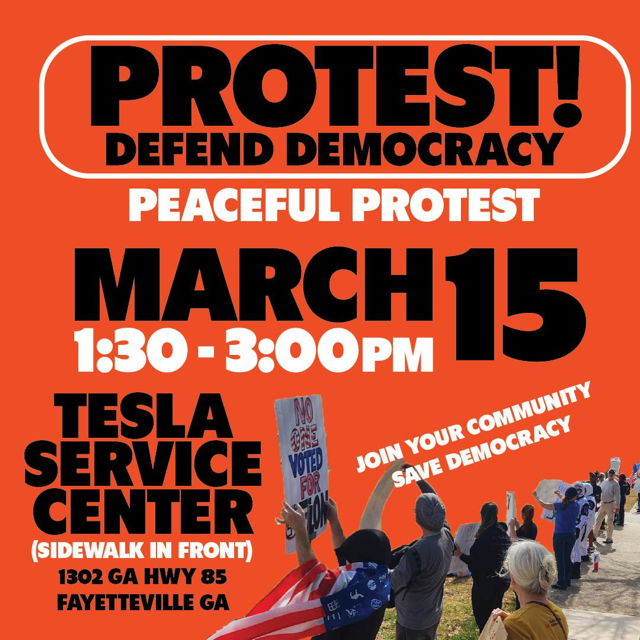 PROTEST!
DEFEND DEMOCRACY
PEACEFUL PROTEST
MARCH 15
1:30 - 3:00PM
TESLA
SERVICE
CENTER
(SIDEWALK IN FRONT)
1302 GA HWY 85
FAYETTEVILLE GA
JOIN YOUR COMMUNITY
SAVE DEMOCRACY
NO
ONE
VOTED
FOR